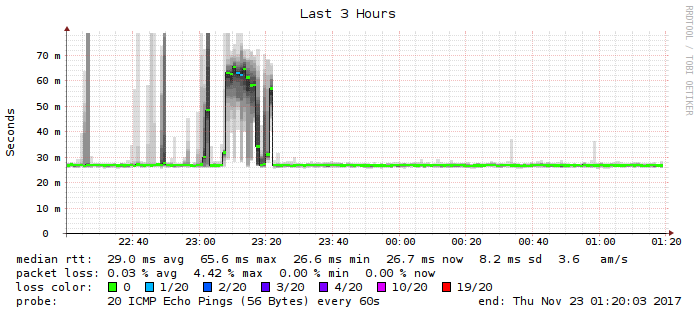 Last 3 Hours
RRDTOOL / TOBI OETIKER
Seconds
70 m
60 m
50 m
40 m
30 m
20 m
10 m
0
22:40 23:00 23:20 23:40 00:00 00:20 00:40 01:00 01:20
median rtt: 29.0 ms avg 65.6 ms max 26.6 ms min 26.7 ms now 8.2 ms sd 3.6 am/s
packet loss: 0.03 % avg 4.42 % max 0.00 % min 0.00 % now
loss color: 0 1/20 2/20 3/20 4/20 10/20 19/20
probe: 20 ICMP Echo Pings (56 Bytes) every 60s end: Thu Nov 23 01:20:03 2017